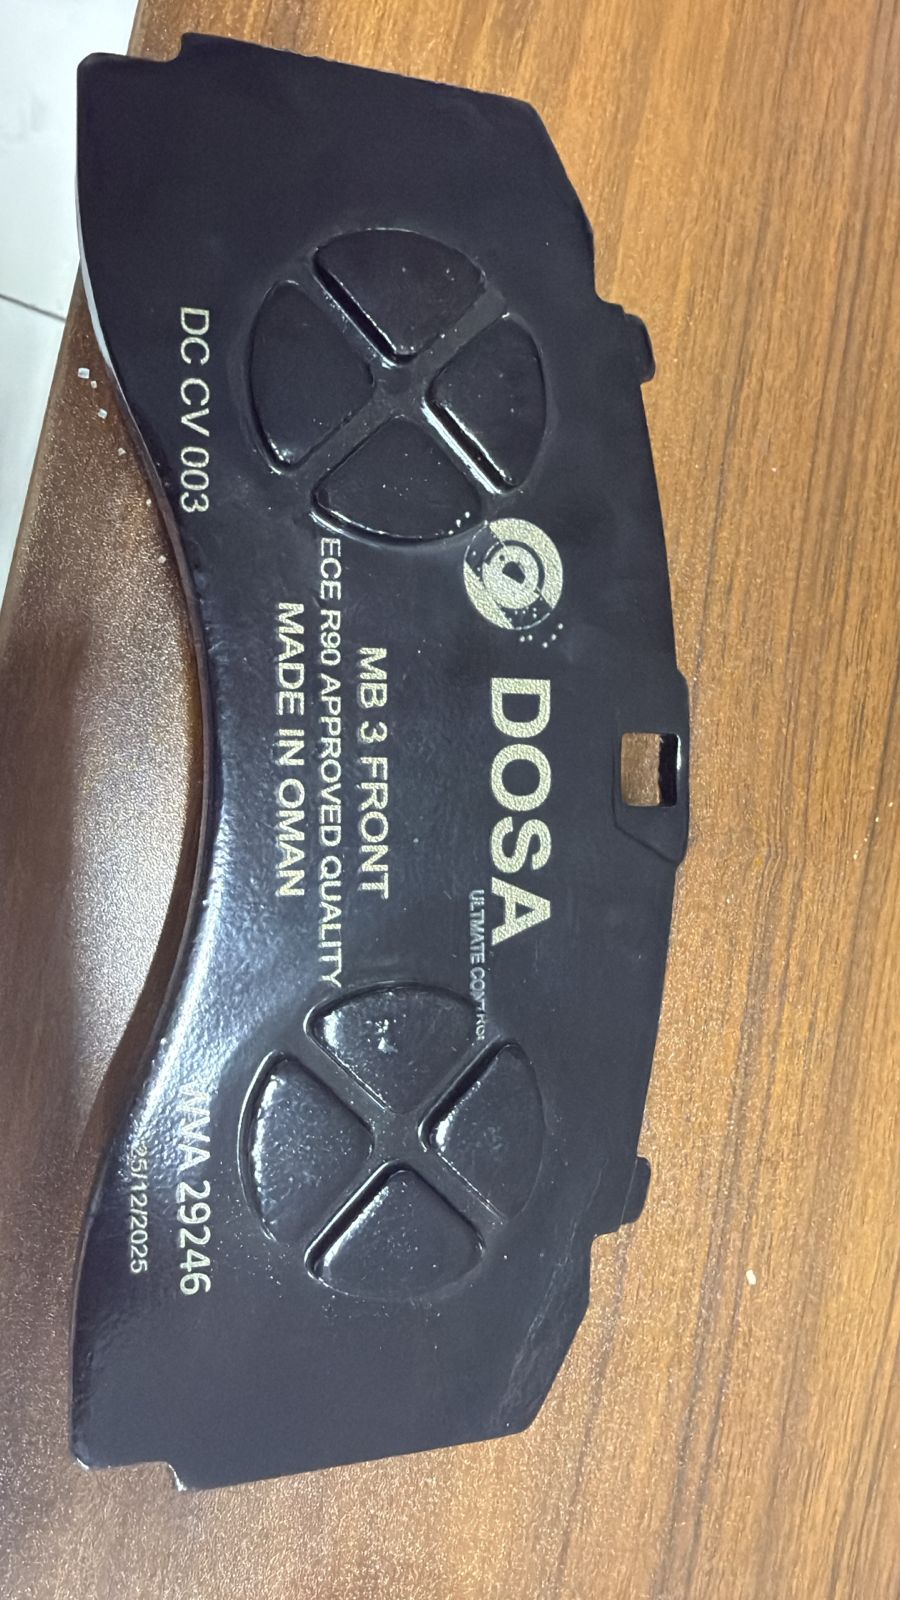 DOSA
ULTMATE CONTROL
MB 3 FRONT
ECE R90 APPROVED QUALITY
MADE IN OMAN
DC CV 003
WVA 29246
25/12/2025